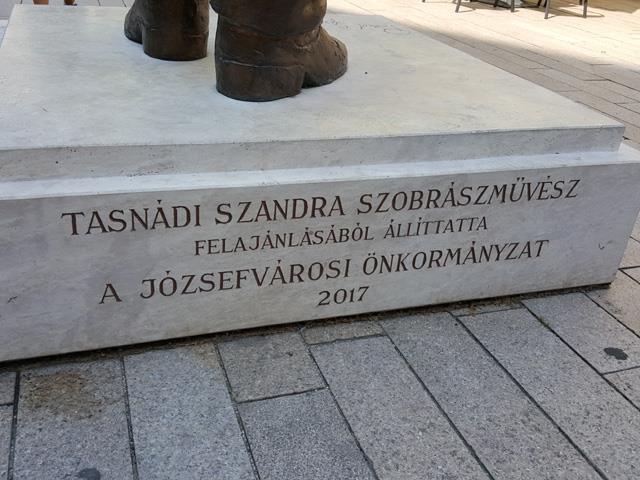 TASNÁDI SZANDRA SZOBRÁSZMŰVÉSZ
FELAJÁNLÁSÁBÓL ÁLLÍTTATTA
A JÓZSEFVÁROSI ÖNKORMÁNYZAT
2017